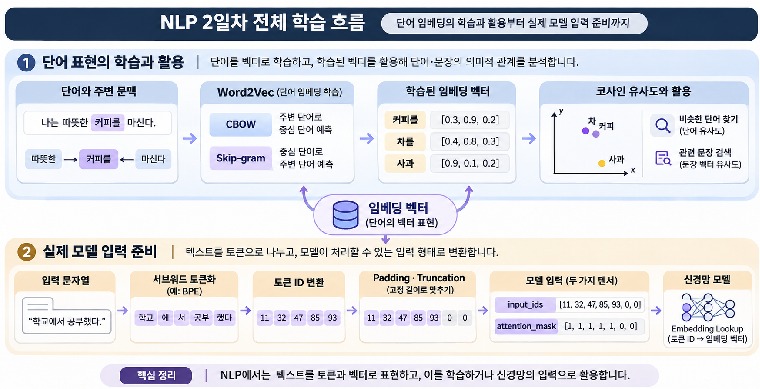 NLP 2일차 전체 학습 흐름
단어 임베딩의 학습과 활용부터 실제 모델 입력 준비까지
1 단어 표현의 학습과 활용 | 단어를 벡터로 학습하고, 학습된 벡터를 활용해 단어·문장의 의미적 관계를 분석합니다.
단어와 주변 문맥
나는 따뜻한 커피를 마신다.
따뜻한 → 커피를 ← 마신다
Word2Vec (단어 임베딩 학습)
CBOW
주변 단어로
중심 단어 예측
Skip-gram
중심 단어로
주변 단어 예측
학습된 임베딩 벡터
커피를 [0.3, 0.9, 0.2]
차를 [0.4, 0.8, 0.3]
사과 [0.9, 0.1, 0.2]
코사인 유사도와 활용
y
차 커피
사과
x
비슷한 단어 찾기
(단어 유사도)
관련 문장 검색
(문장 벡터 유사도)
임베딩 벡터
(단어의 벡터 표현)
2 실제 모델 입력 준비 | 텍스트를 토큰으로 나누고, 모델이 처리할 수 있는 입력 형태로 변환합니다.
입력 문자열
"학교에서 공부했다."
서브워드 토큰화
(예: BPE)
학교 에 서 공부 했다
토큰 ID 변환
11 32 47 85 93
Padding · Truncation
(고정 길이로 맞추기)
11 32 47 85 93 0 0
모델 입력 (두 가지 텐서)
input_ids [11, 32, 47, 85, 93, 0, 0]
attention_mask [1, 1, 1, 1, 1, 0, 0]
신경망 모델
Embedding Lookup
(토큰 ID → 임베딩 벡터)
핵심 정리 | NLP에서는 텍스트를 토큰과 벡터로 표현하고, 이를 학습하거나 신경망의 입력으로 활용합니다.